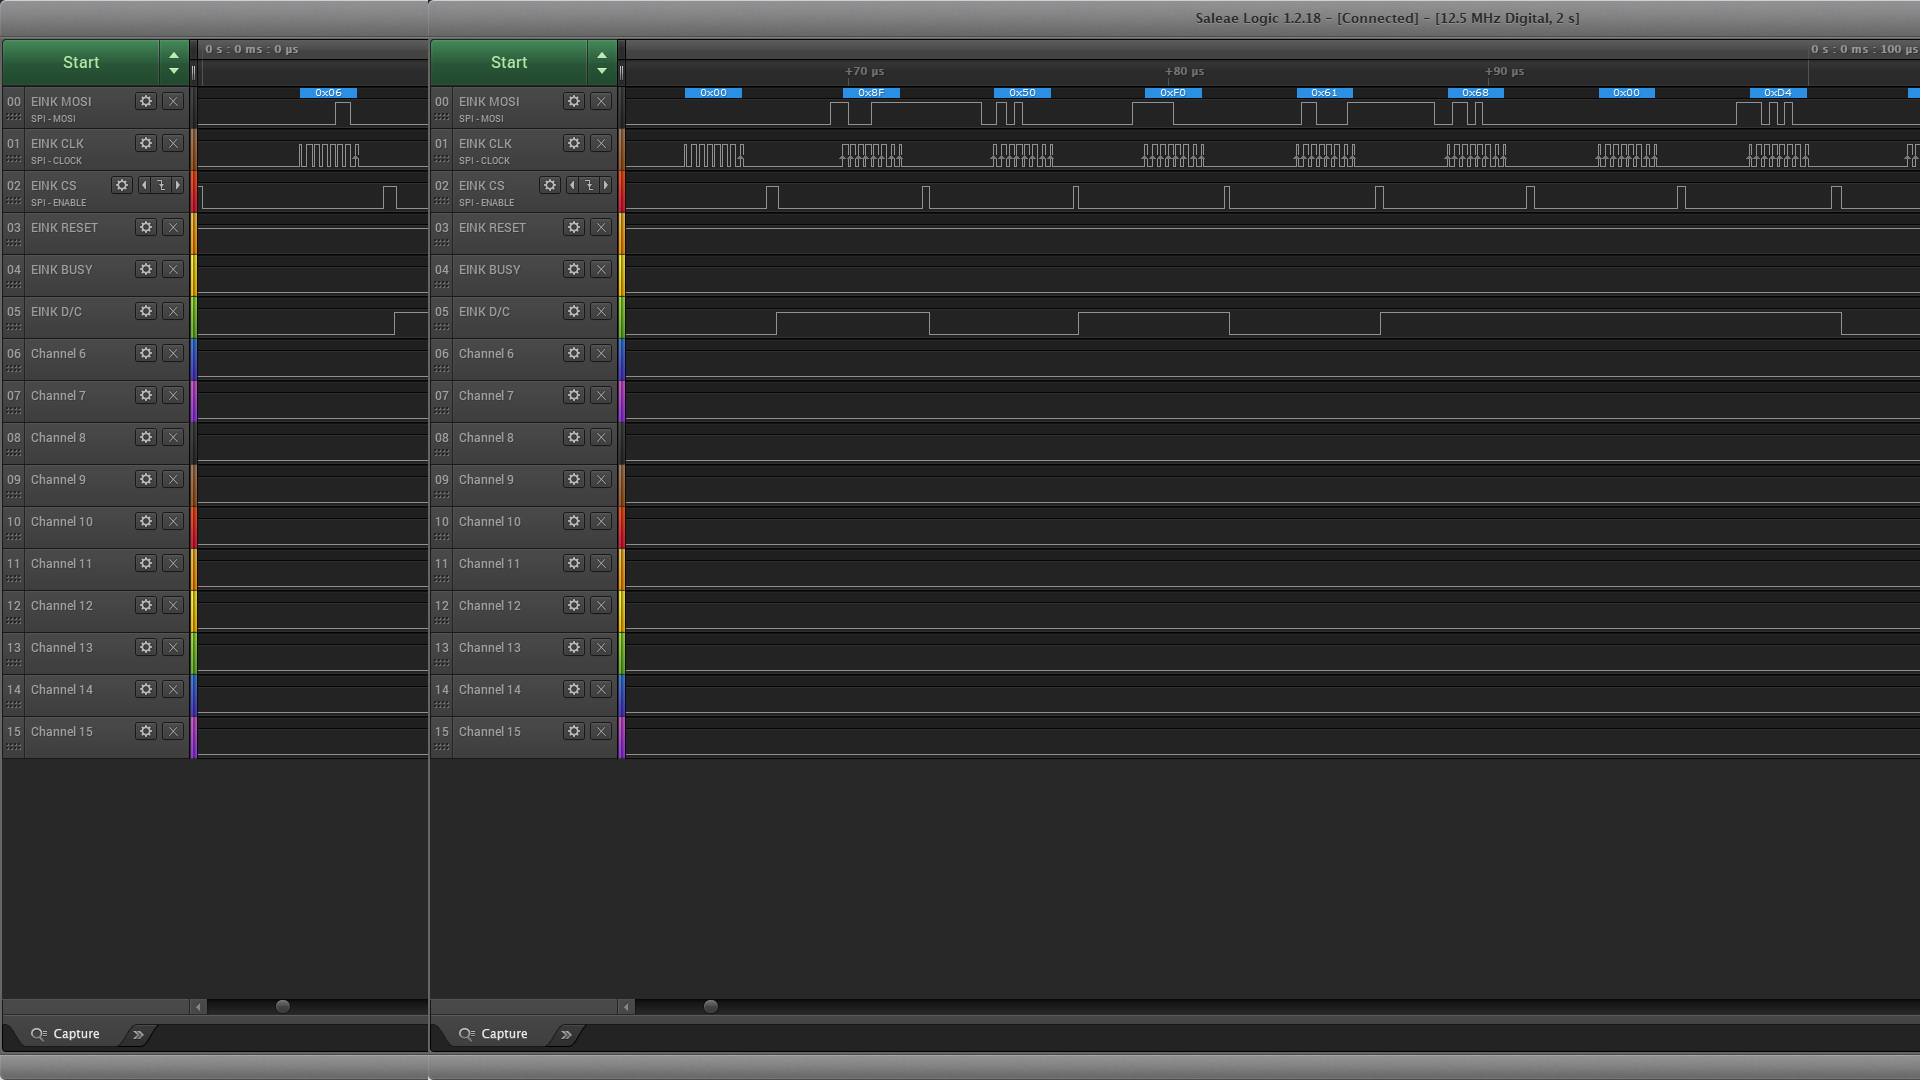 Saleae Logic 1.2.18 - [Connected] - [12.5 MHz Digital, 2 s]
Start
0 s : 0 ms : 0 µs
0x06
00 EINK MOSI
SPI - MOSI
01 EINK CLK
SPI - CLOCK
02 EINK CS
SPI - ENABLE
03 EINK RESET
04 EINK BUSY
05 EINK D/C
06 Channel 6
07 Channel 7
08 Channel 8
09 Channel 9
10 Channel 10
11 Channel 11
12 Channel 12
13 Channel 13
14 Channel 14
15 Channel 15
Capture
Start
0 s : 0 ms : 100 µs
+70 µs +80 µs +90 µs
0x00 0x8F 0x50 0xF0 0x61 0x68 0x00 0xD4
00 EINK MOSI
SPI - MOSI
01 EINK CLK
SPI - CLOCK
02 EINK CS
SPI - ENABLE
03 EINK RESET
04 EINK BUSY
05 EINK D/C
06 Channel 6
07 Channel 7
08 Channel 8
09 Channel 9
10 Channel 10
11 Channel 11
12 Channel 12
13 Channel 13
14 Channel 14
15 Channel 15
Capture